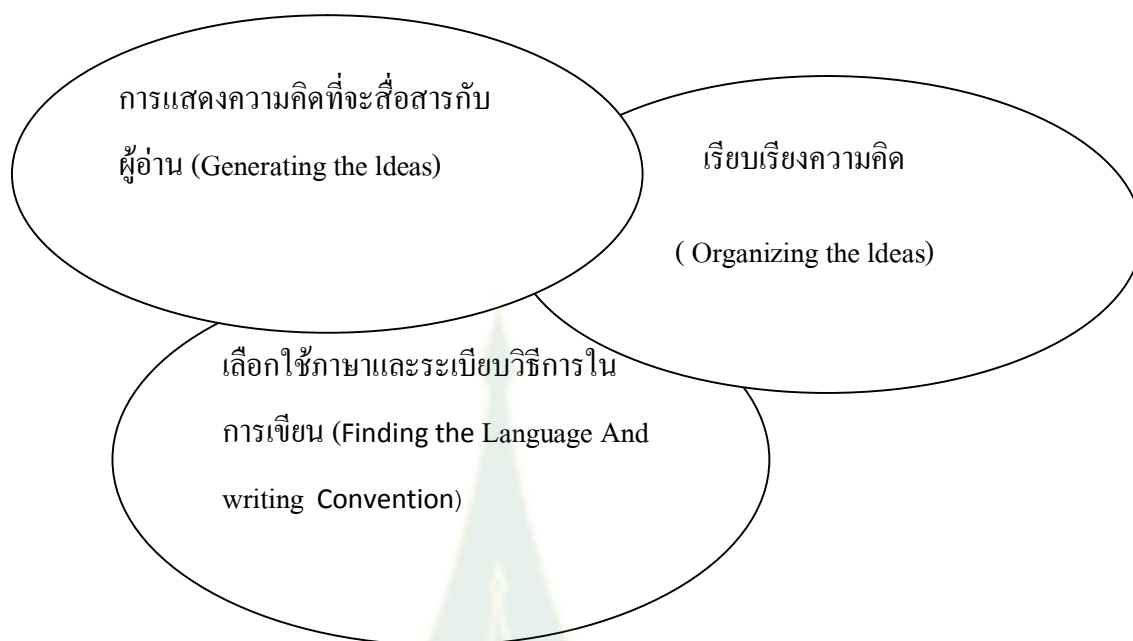 การแสดงความคิดที่จะสื่อสารกับ
ผู้อ่าน (Generating the ldeas)
เรียบเรียงความคิด
( Organizing the ldeas)
เลือกใช้ภาษาและระเบียบวิธีการใน
การเขียน (Finding the Language And
writing Convention)